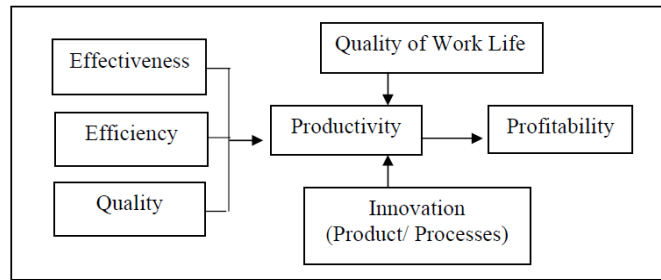 Effectiveness
Quality of Work Life
Efficiency
Productivity
Profitability
Quality
Innovation
(Product/ Processes)